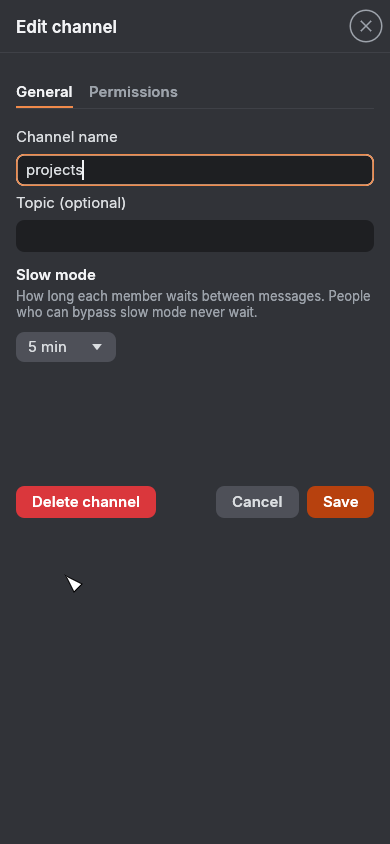 Edit channel
General Permissions
Channel name
projects
Topic (optional)
Slow mode
How long each member waits between messages. People
who can bypass slow mode never wait.
5 min
Delete channel Cancel Save